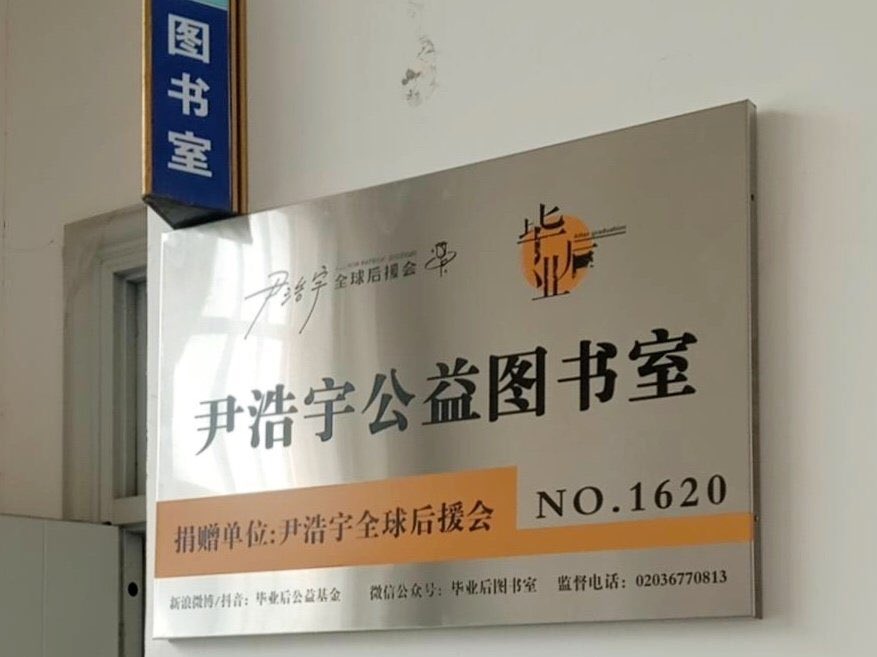 图书室
尹浩宇 全球后援会
毕业后
After graduation
尹浩宇公益图书室
捐赠单位:尹浩宇全球后援会
NO.1620
新浪微博/抖音：毕业后公益基金 微信公众号：毕业后图书室 监督电话：02036770813